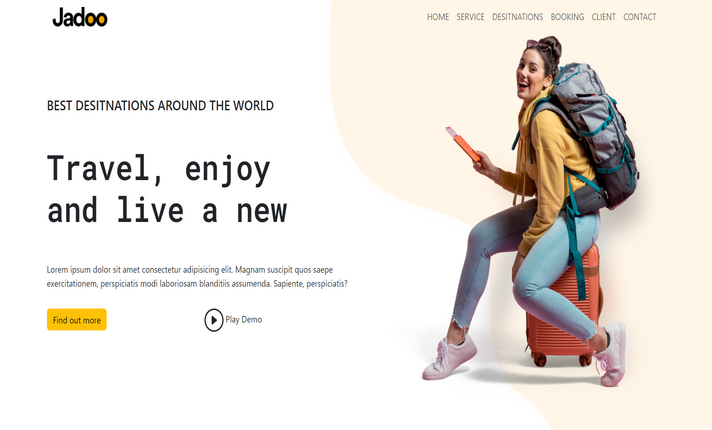 Jadoo
HOME SERVICE DESITNATIONS BOOKING CLIENT CONTACT
BEST DESITNATIONS AROUND THE WORLD
Travel, enjoy
and live a new
Lorem ipsum dolor sit amet consectetur adipisicing elit. Magnam suscipit quos saepe
exercitationem, perspiciatis modi laboriosam blanditiis assumenda. Sapiente, perspiciatis?
Find out more
Play Demo